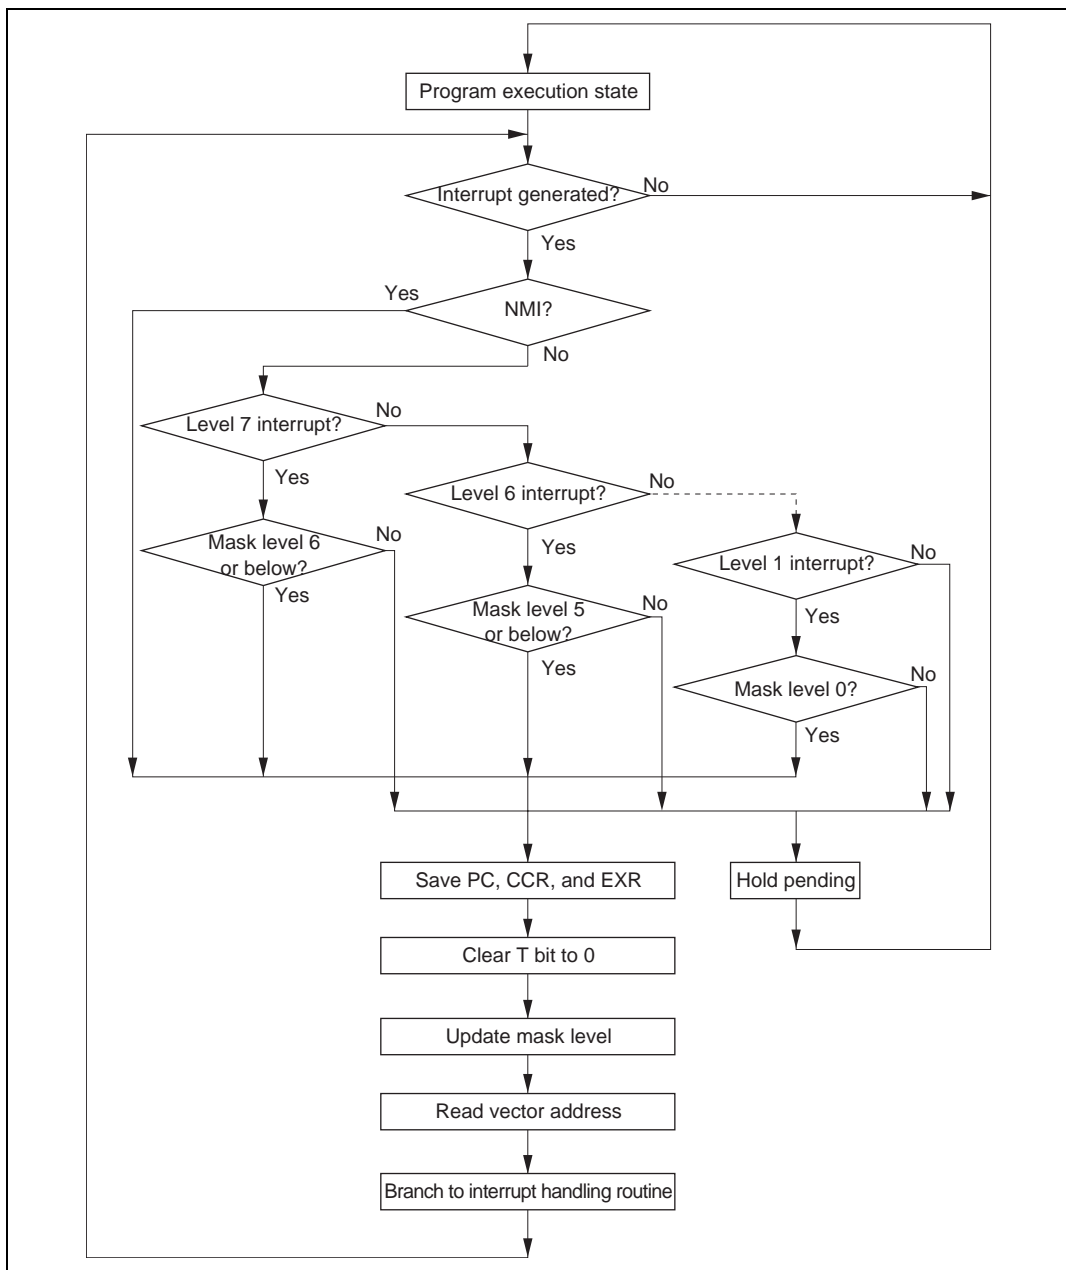 Program execution state
Interrupt generated?
No
Yes
Yes
NMI?
No
Level 7 interrupt?
No
Yes
Level 6 interrupt?
No
Mask level 6
or below?
No
Yes
Yes
Level 1 interrupt?
No
Mask level 5
or below?
No
Yes
Yes
Mask level 0?
No
Yes
Save PC, CCR, and EXR
Hold pending
Clear T bit to 0
Update mask level
Read vector address
Branch to interrupt handling routine